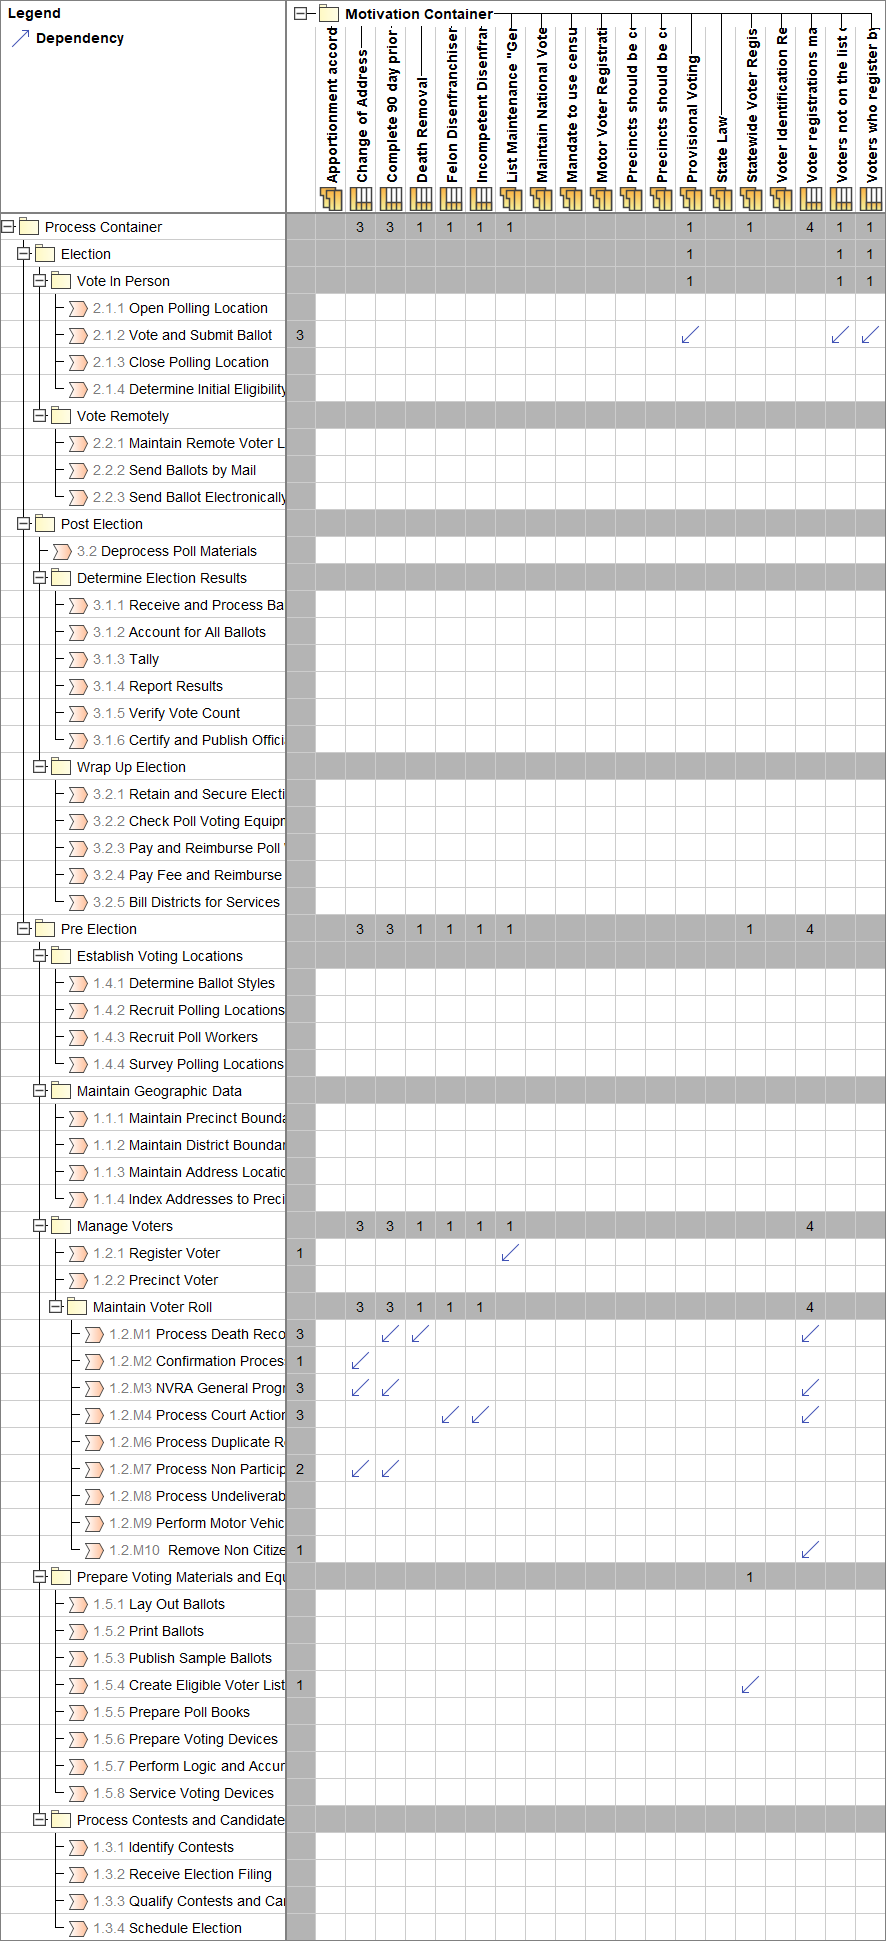 Legend
Dependency
Motivation Container
Apportionment accord
Change of Address
Complete 90 day prior
Death Removal
Felon Disenfranchiser
Incompetent Disenfran
List Maintenance "Ger
Maintain National Vote
Mandate to use censu
Motor Voter Registrati
Precincts should be c
Precincts should be c
Provisional Voting
State Law
Statewide Voter Regis
Voter Identification Re
Voter registrations ma
Voters not on the list
Voters who register by
Process Container 3 3 1 1 1 1 1 1 4 1 1
Election 1 1 1
Vote In Person 1 1 1
2.1.1 Open Polling Location
2.1.2 Vote and Submit Ballot 3
2.1.3 Close Polling Location
2.1.4 Determine Initial Eligibility
Vote Remotely
2.2.1 Maintain Remote Voter L
2.2.2 Send Ballots by Mail
2.2.3 Send Ballot Electronically
Post Election
3.2 Deprocess Poll Materials
Determine Election Results
3.1.1 Receive and Process Ba
3.1.2 Account for All Ballots
3.1.3 Tally
3.1.4 Report Results
3.1.5 Verify Vote Count
3.1.6 Certify and Publish Offici
Wrap Up Election
3.2.1 Retain and Secure Electi
3.2.2 Check Poll Voting Equipr
3.2.3 Pay and Reimburse Poll
3.2.4 Pay Fee and Reimburse
3.2.5 Bill Districts for Services
Pre Election 3 3 1 1 1 1 1 4
Establish Voting Locations
1.4.1 Determine Ballot Styles
1.4.2 Recruit Polling Locations
1.4.3 Recruit Poll Workers
1.4.4 Survey Polling Locations
Maintain Geographic Data
1.1.1 Maintain Precinct Bounda
1.1.2 Maintain District Boundar
1.1.3 Maintain Address Locatio
1.1.4 Index Addresses to Preci
Manage Voters 3 3 1 1 1 1 4
1.2.1 Register Voter 1
1.2.2 Precinct Voter
Maintain Voter Roll 3 3 1 1 1 4
1.2.M1 Process Death Reco 3
1.2.M2 Confirmation Proces 1
1.2.M3 NVRA General Progr 3
1.2.M4 Process Court Action 3
1.2.M6 Process Duplicate R
1.2.M7 Process Non Particip 2
1.2.M8 Process Undeliverab
1.2.M9 Perform Motor Vehic
1.2.M10 Remove Non Citize 1
Prepare Voting Materials and Equ 1
1.5.1 Lay Out Ballots
1.5.2 Print Ballots
1.5.3 Publish Sample Ballots
1.5.4 Create Eligible Voter List 1
1.5.5 Prepare Poll Books
1.5.6 Prepare Voting Devices
1.5.7 Perform Logic and Accur
1.5.8 Service Voting Devices
Process Contests and Candidate
1.3.1 Identify Contests
1.3.2 Receive Election Filing
1.3.3 Qualify Contests and Ca
1.3.4 Schedule Election